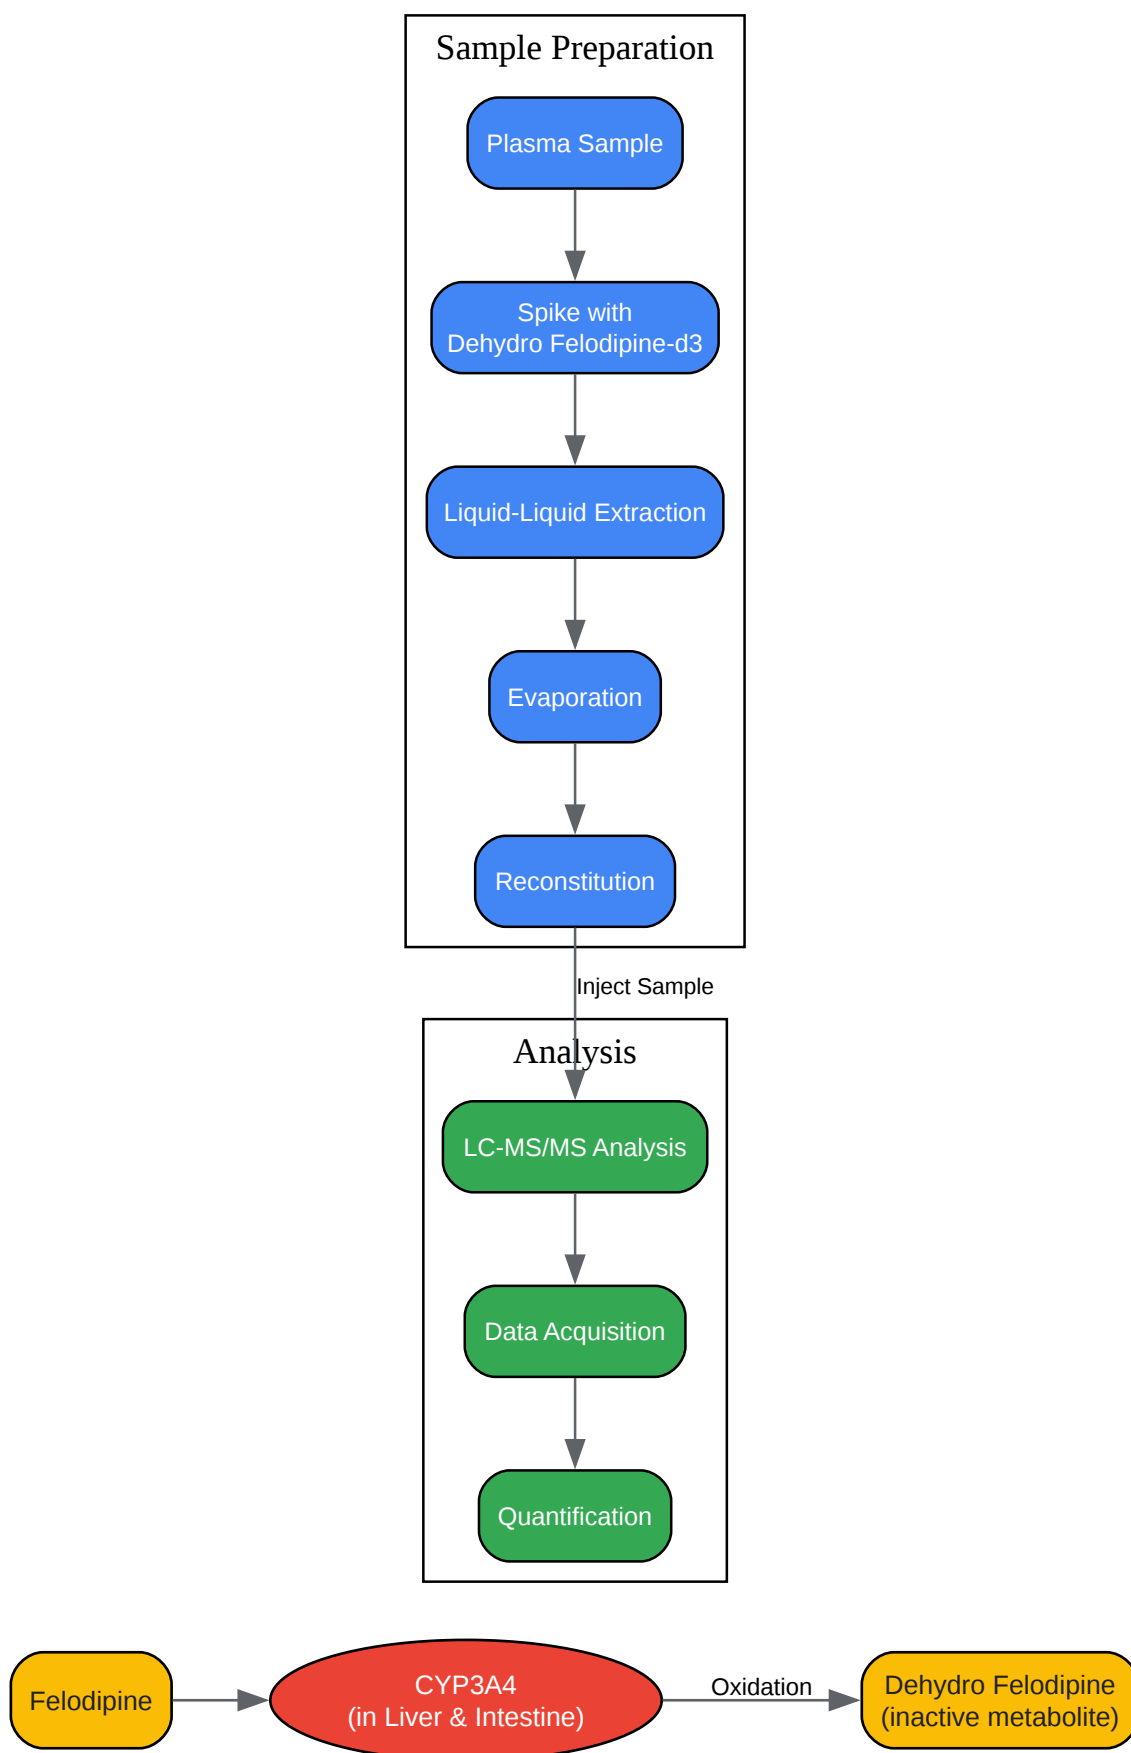 Sample Preparation
Plasma Sample
Spike with
Dehydro Felodipine-d3
Liquid-Liquid Extraction
Evaporation
Reconstitution
Inject Sample
Analysis
LC-MS/MS Analysis
Data Acquisition
Quantification
Felodipine
CYP3A4
(in Liver & Intestine)
Oxidation
Dehydro Felodipine
(inactive metabolite)